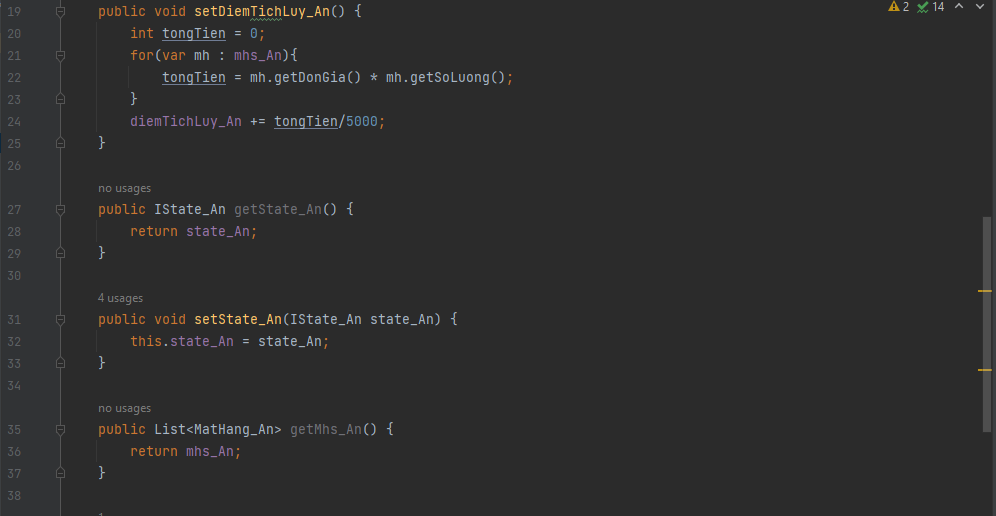 19 public void setDiemTichLuy_An() { 2 14
20 int tongTien = 0;
21 for(var mh : mhs_An){
22 tongTien = mh.getDonGia() * mh.getSoLuong();
23 }
24 diemTichLuy_An += tongTien/5000;
25 }
26
no usages
27 public IState_An getState_An() {
28 return state_An;
29 }
30
4 usages
31 public void setState_An(IState_An state_An) {
32 this.state_An = state_An;
33 }
34
no usages
35 public List<MatHang_An> getMhs_An() {
36 return mhs_An;
37 }
38